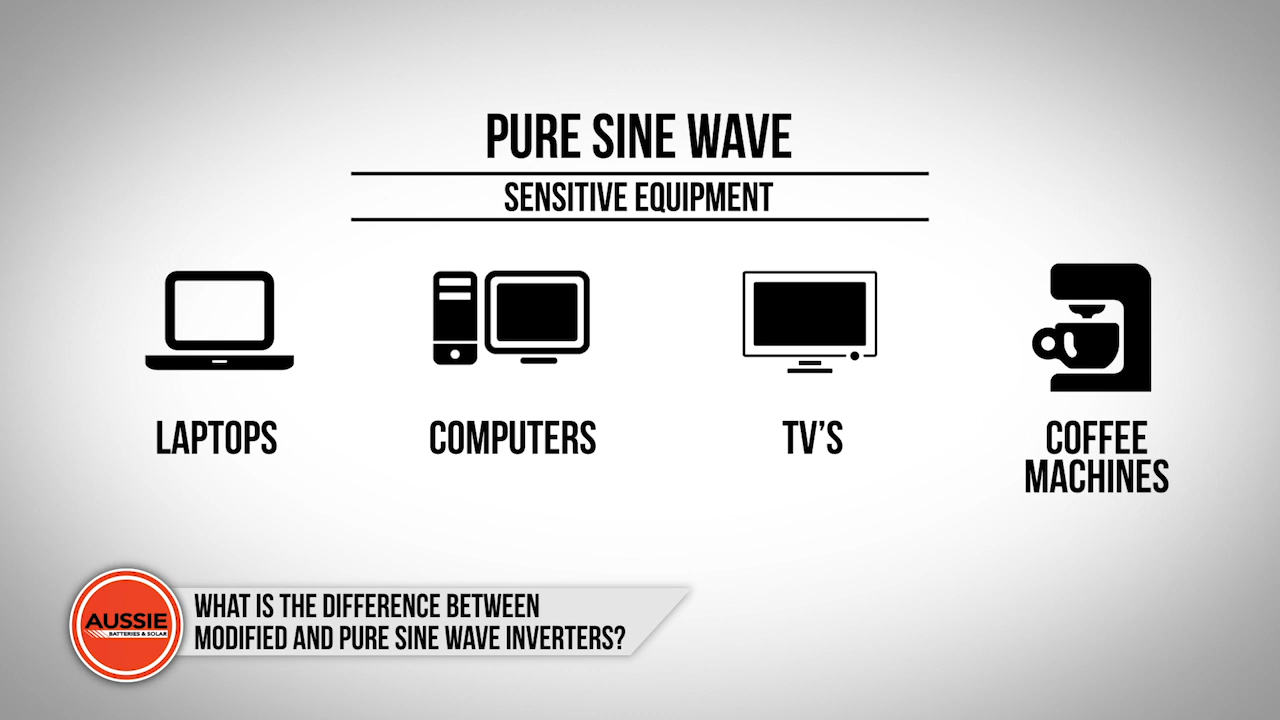 PURE SINE WAVE
SENSITIVE EQUIPMENT
LAPTOPS
COMPUTERS
TV'S
COFFEE
MACHINES
AUSSIE
BATTERIES & SOLAR
WHAT IS THE DIFFERENCE BETWEEN
MODIFIED AND PURE SINE WAVE INVERTERS?